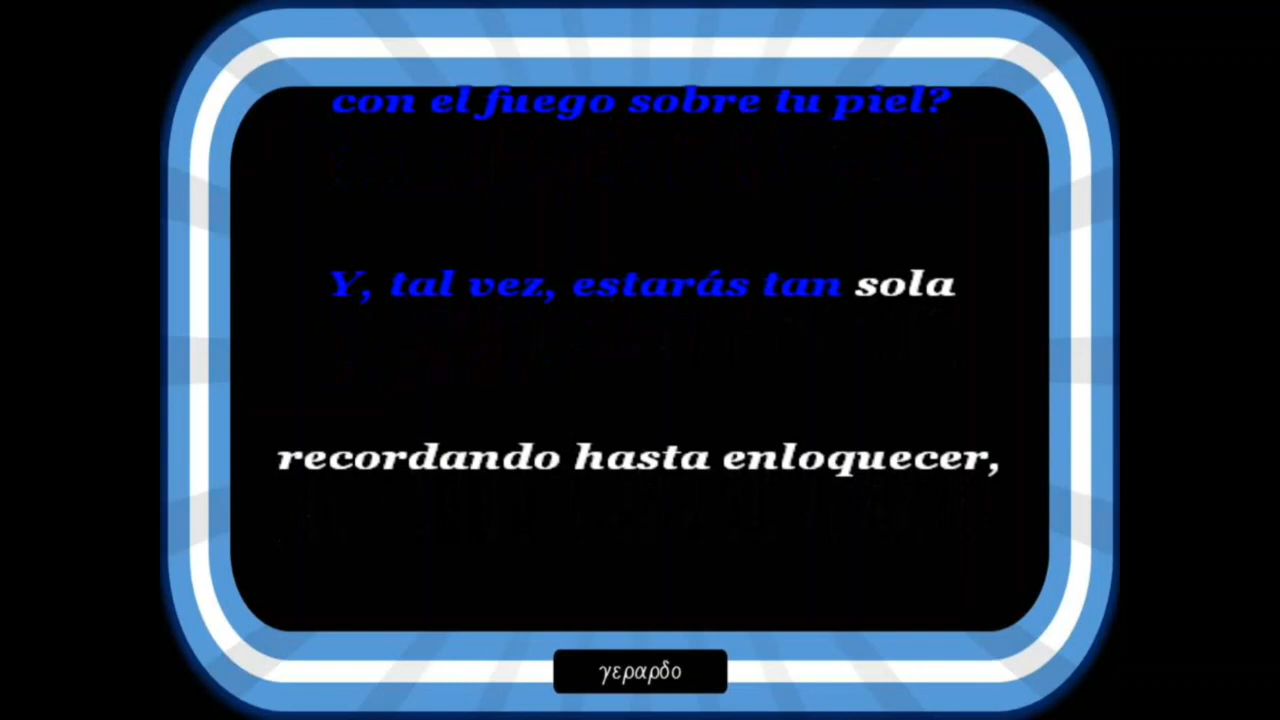 con el fuego sobre tu piel?
Y, tal vez, estarás tan sola
recordando hasta enloquecer,
γεραρδο